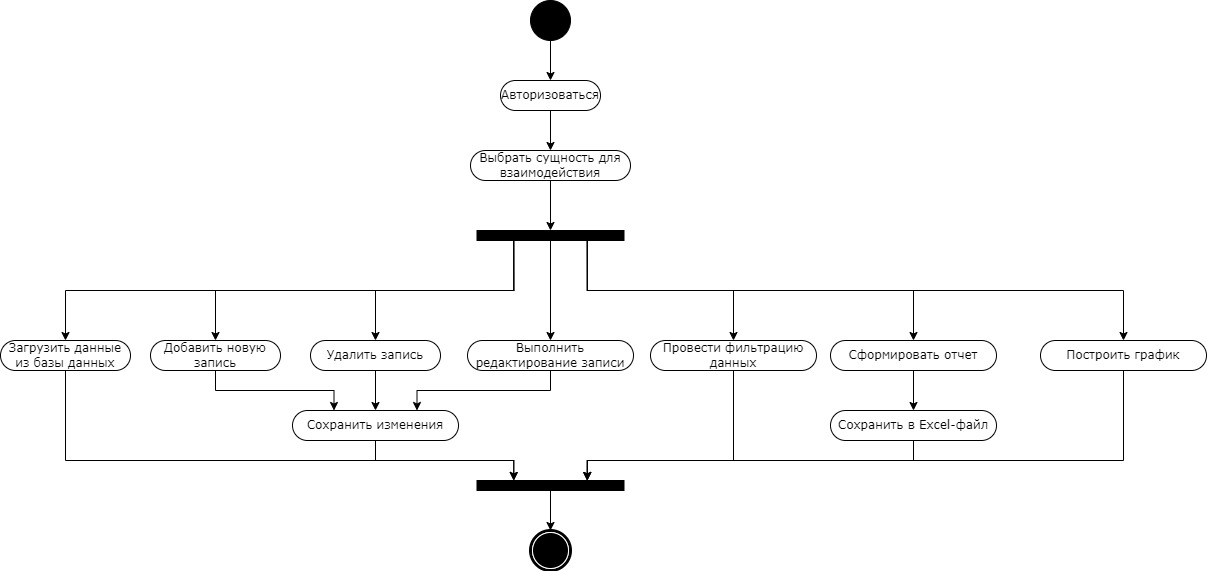 Авторизоваться
Выбрать сущность для
взаимодействия
Загрузить данные
из базы данных
Добавить новую
запись
Удалить запись
Выполнить
редактирование записи
Провести фильтрацию
данных
Сформировать отчет
Построить график
Сохранить изменения
Сохранить в Excel-файл